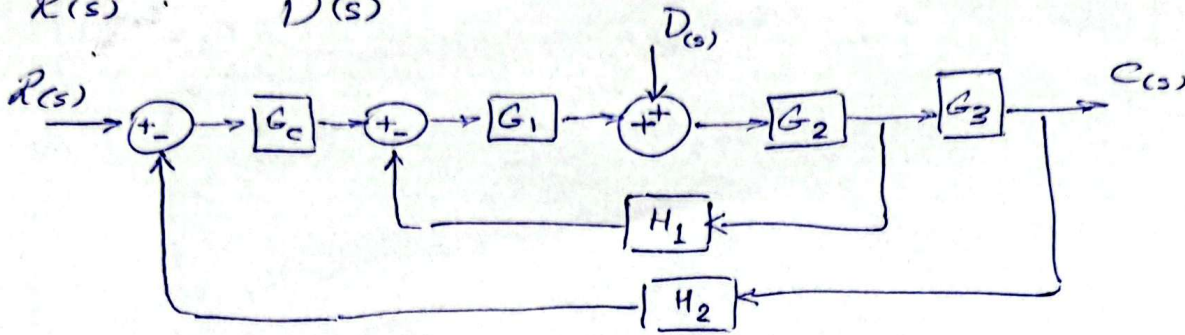 R(s) D(s)
D(s)
R(s) + - Gc + - G1 + + G2 G3 C(s)
H1
H2